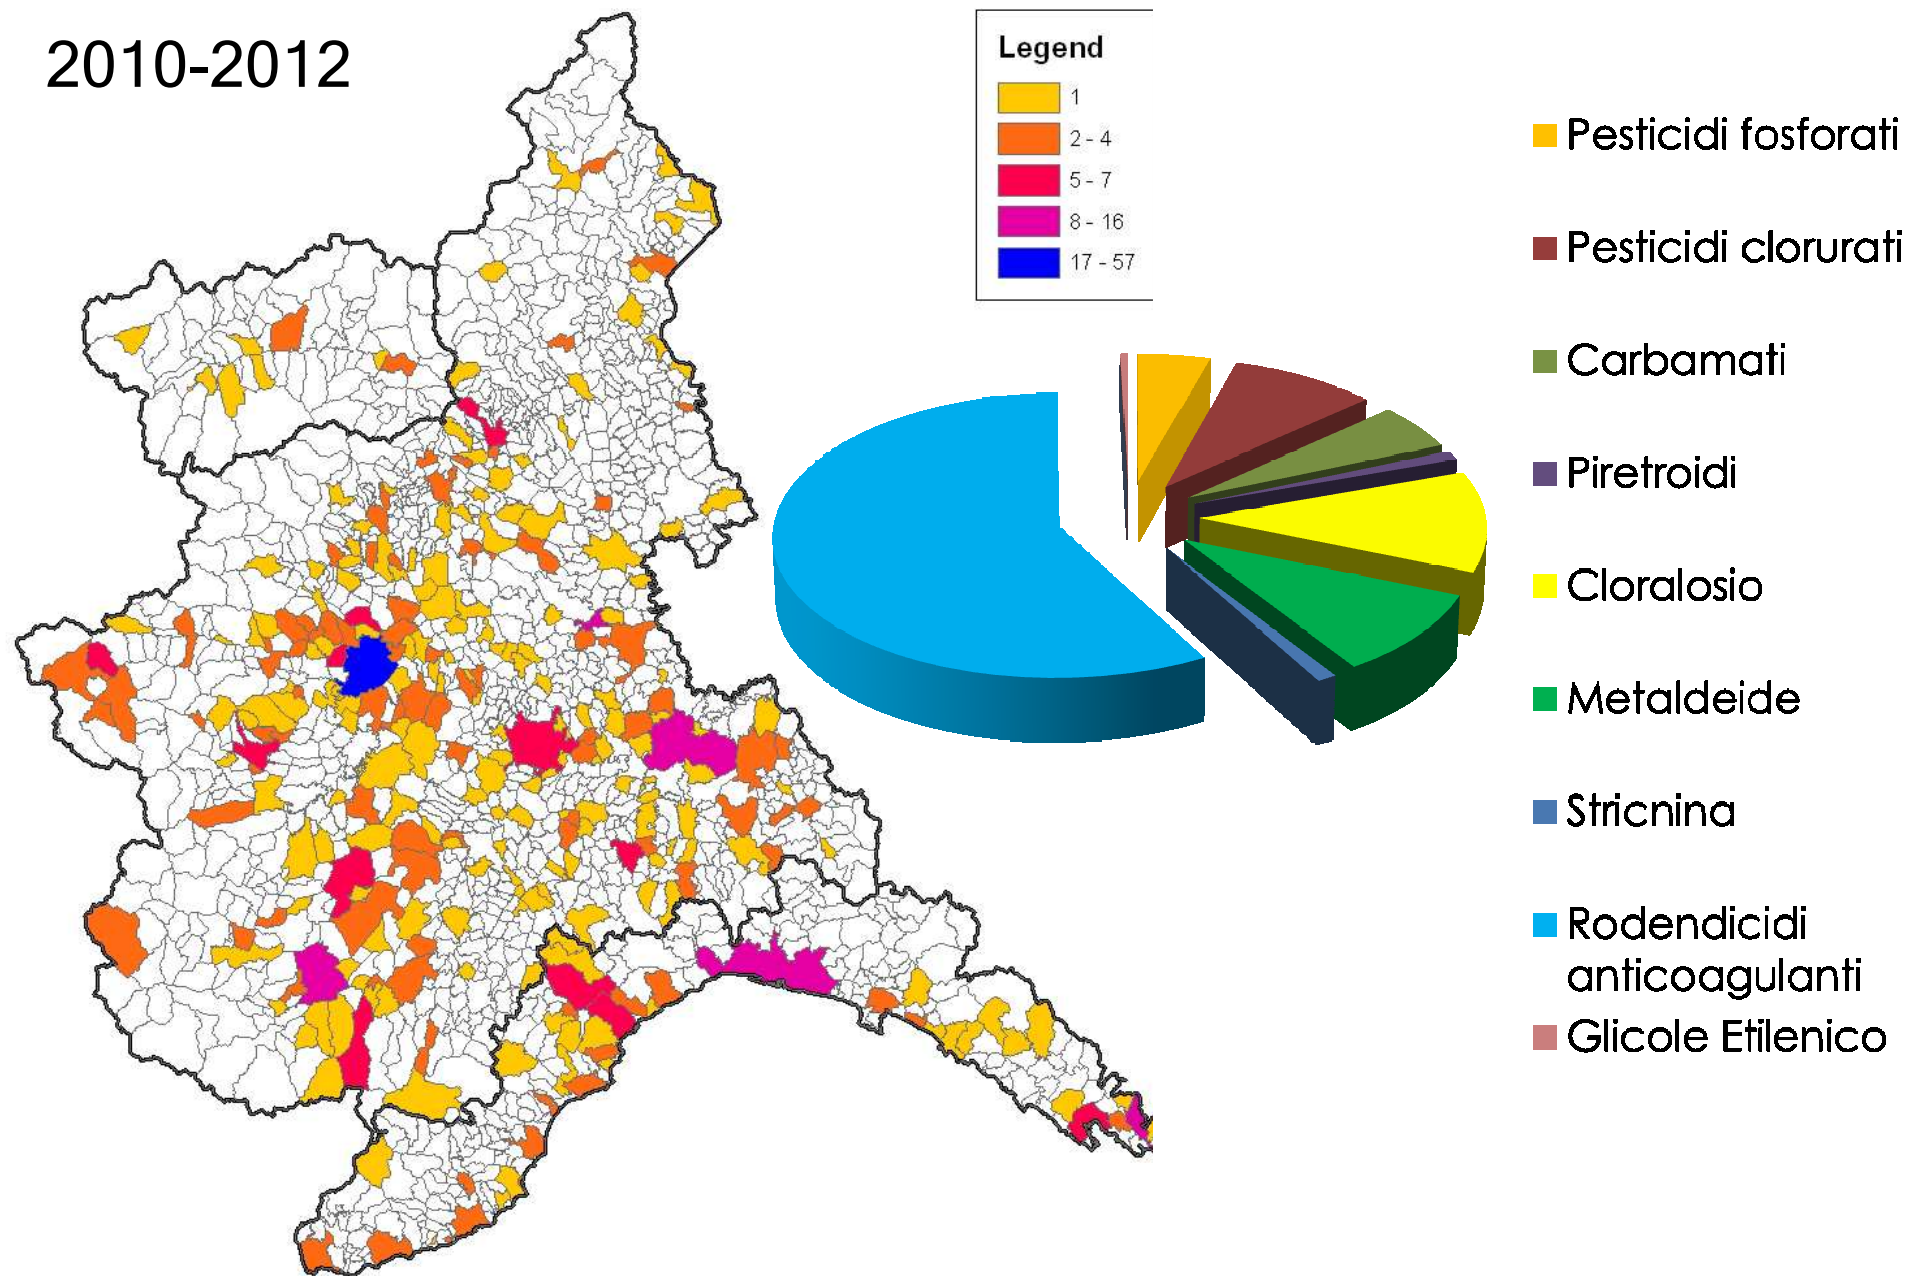 2010-2012
Legend
1
2 - 4
5 - 7
8 - 16
17 - 57
Pesticidi fosforati
Pesticidi clorurati
Carbamati
Piretroidi
Cloralosio
Metaldeide
Stricnina
Rodendicidi
anticoagulanti
Glicole Etilenico